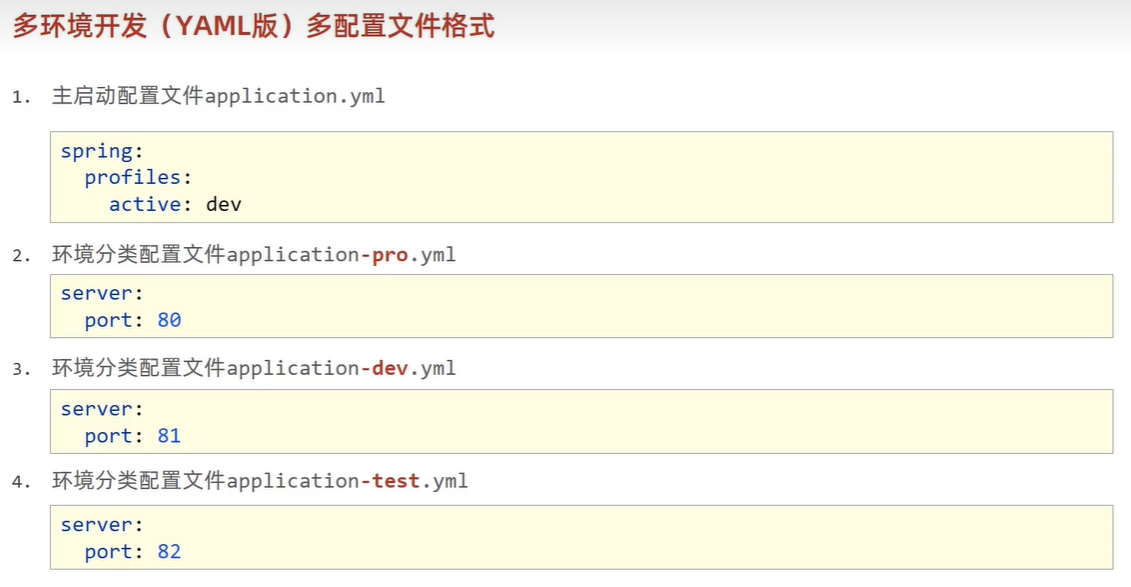 多环境开发（YAML版）多配置文件格式
1. 主启动配置文件application.yml
spring:
  profiles:
    active: dev
2. 环境分类配置文件application-pro.yml
server:
  port: 80
3. 环境分类配置文件application-dev.yml
server:
  port: 81
4. 环境分类配置文件application-test.yml
server:
  port: 82